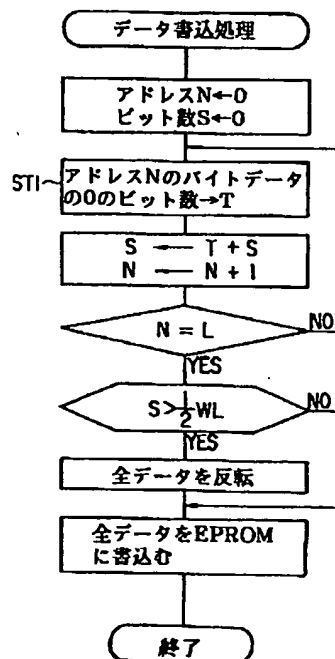 データ書込処理
アドレスN←0
ビット数S←0
ST1
アドレスNのバイトデータ
の0のビット数→T
S ← T + S
N ← N + 1
N = L
NO
YES
S>1/2WL
NO
YES
全データを反転
全データをEPROM
に書込む
終了